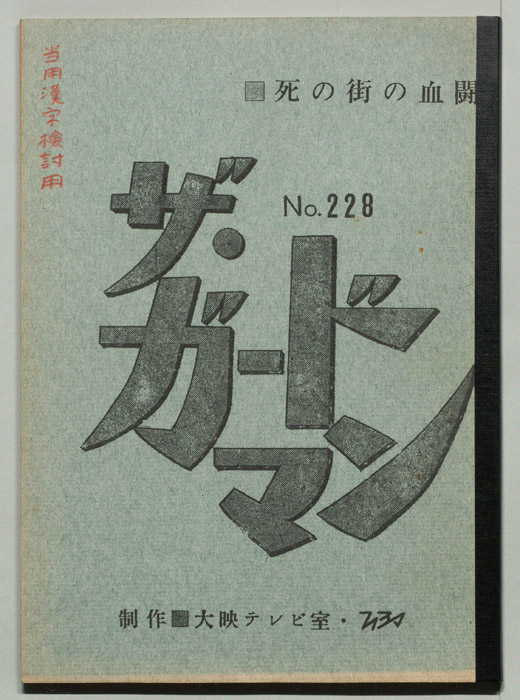 当用漢字検討用
死の街の血闘
No.228
ザ・
ガードマン
制作 大映テレビ室・TBS